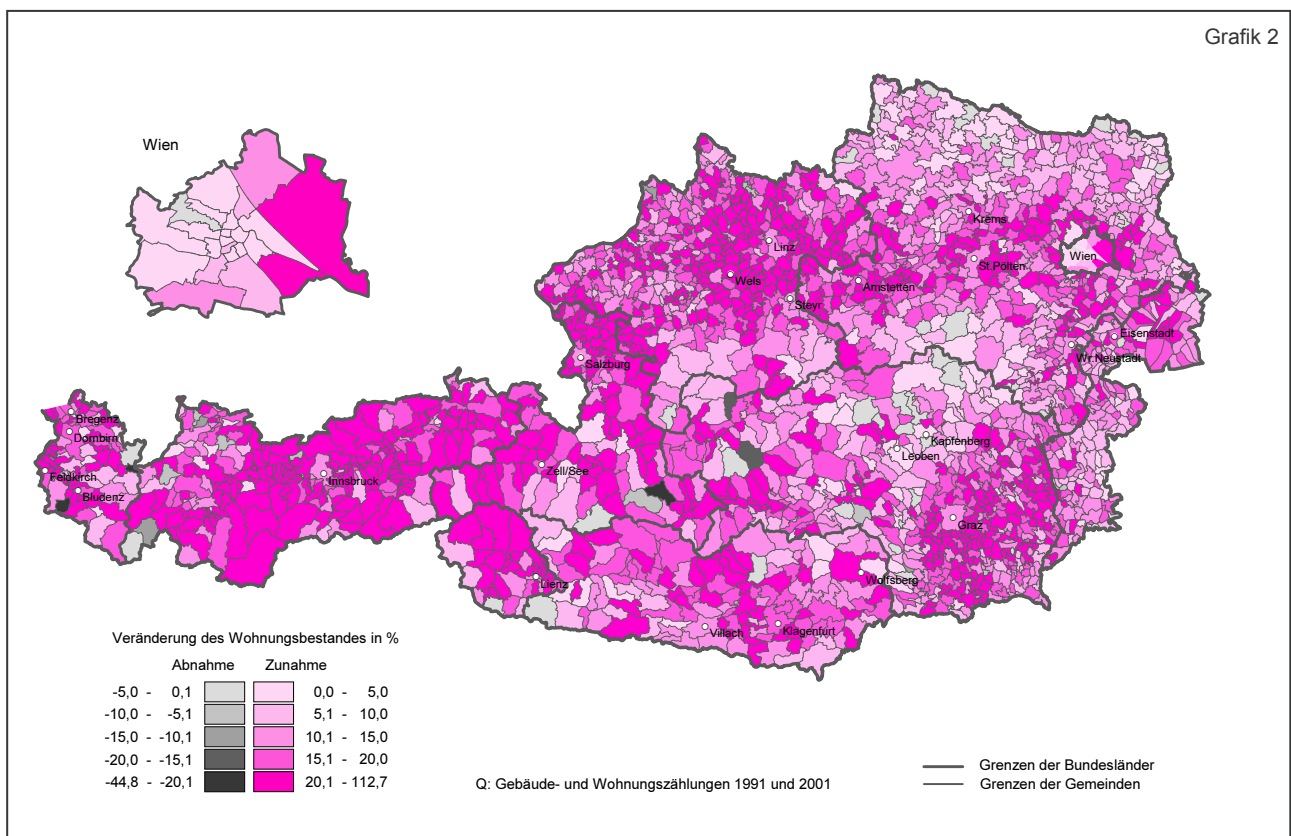 Grafik 2
Wien
Krems
Linz
Wien
St.Pölten
Wels
Amstetten
Steyr
Eisenstadt
Wr.Neustadt
Salzburg
Bregenz
Dornbirn
Kapfenberg
Leoben
Zell/See
Feldkirch
Innsbruck
Bludenz
Graz
Wolfsberg
Lienz
Villach
Klagenfurt
Veränderung des Wohnungsbestandes in %
Abnahme Zunahme
-5,0 - 0,1 0,0 - 5,0
-10,0 - -5,1 5,1 - 10,0
-15,0 - -10,1 10,1 - 15,0
-20,0 - -15,1 15,1 - 20,0
-44,8 - -20,1 20,1 - 112,7
Q: Gebäude- und Wohnungszählungen 1991 und 2001
Grenzen der Bundesländer
Grenzen der Gemeinden